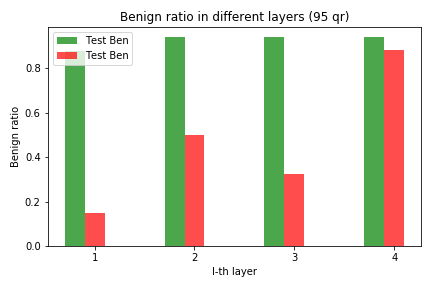 Benign ratio in different layers (95 qr)
Test Ben
Test Ben
Benign ratio
0.8
0.6
0.4
0.2
0.0
1 2 3 4
l-th layer